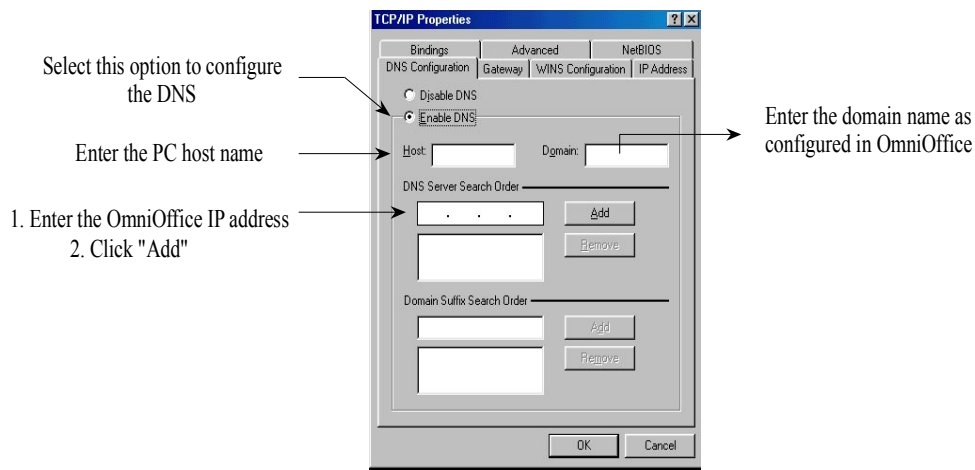 TCP/IP Properties
Bindings Advanced NetBIOS
DNS Configuration Gateway WINS Configuration IP Address
Select this option to configure
the DNS
Disable DNS
Enable DNS
Enter the PC host name
Host: Domain:
Enter the domain name as
configured in OmniOffice
DNS Server Search Order
1. Enter the OmniOffice IP address
2. Click "Add"
. . .
Add
Remove
Domain Suffix Search Order
Add
Remove
OK Cancel